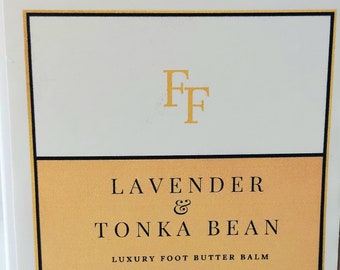 FF
LAVENDER
&
TONKA BEAN
LUXURY FOOT BUTTER BALM